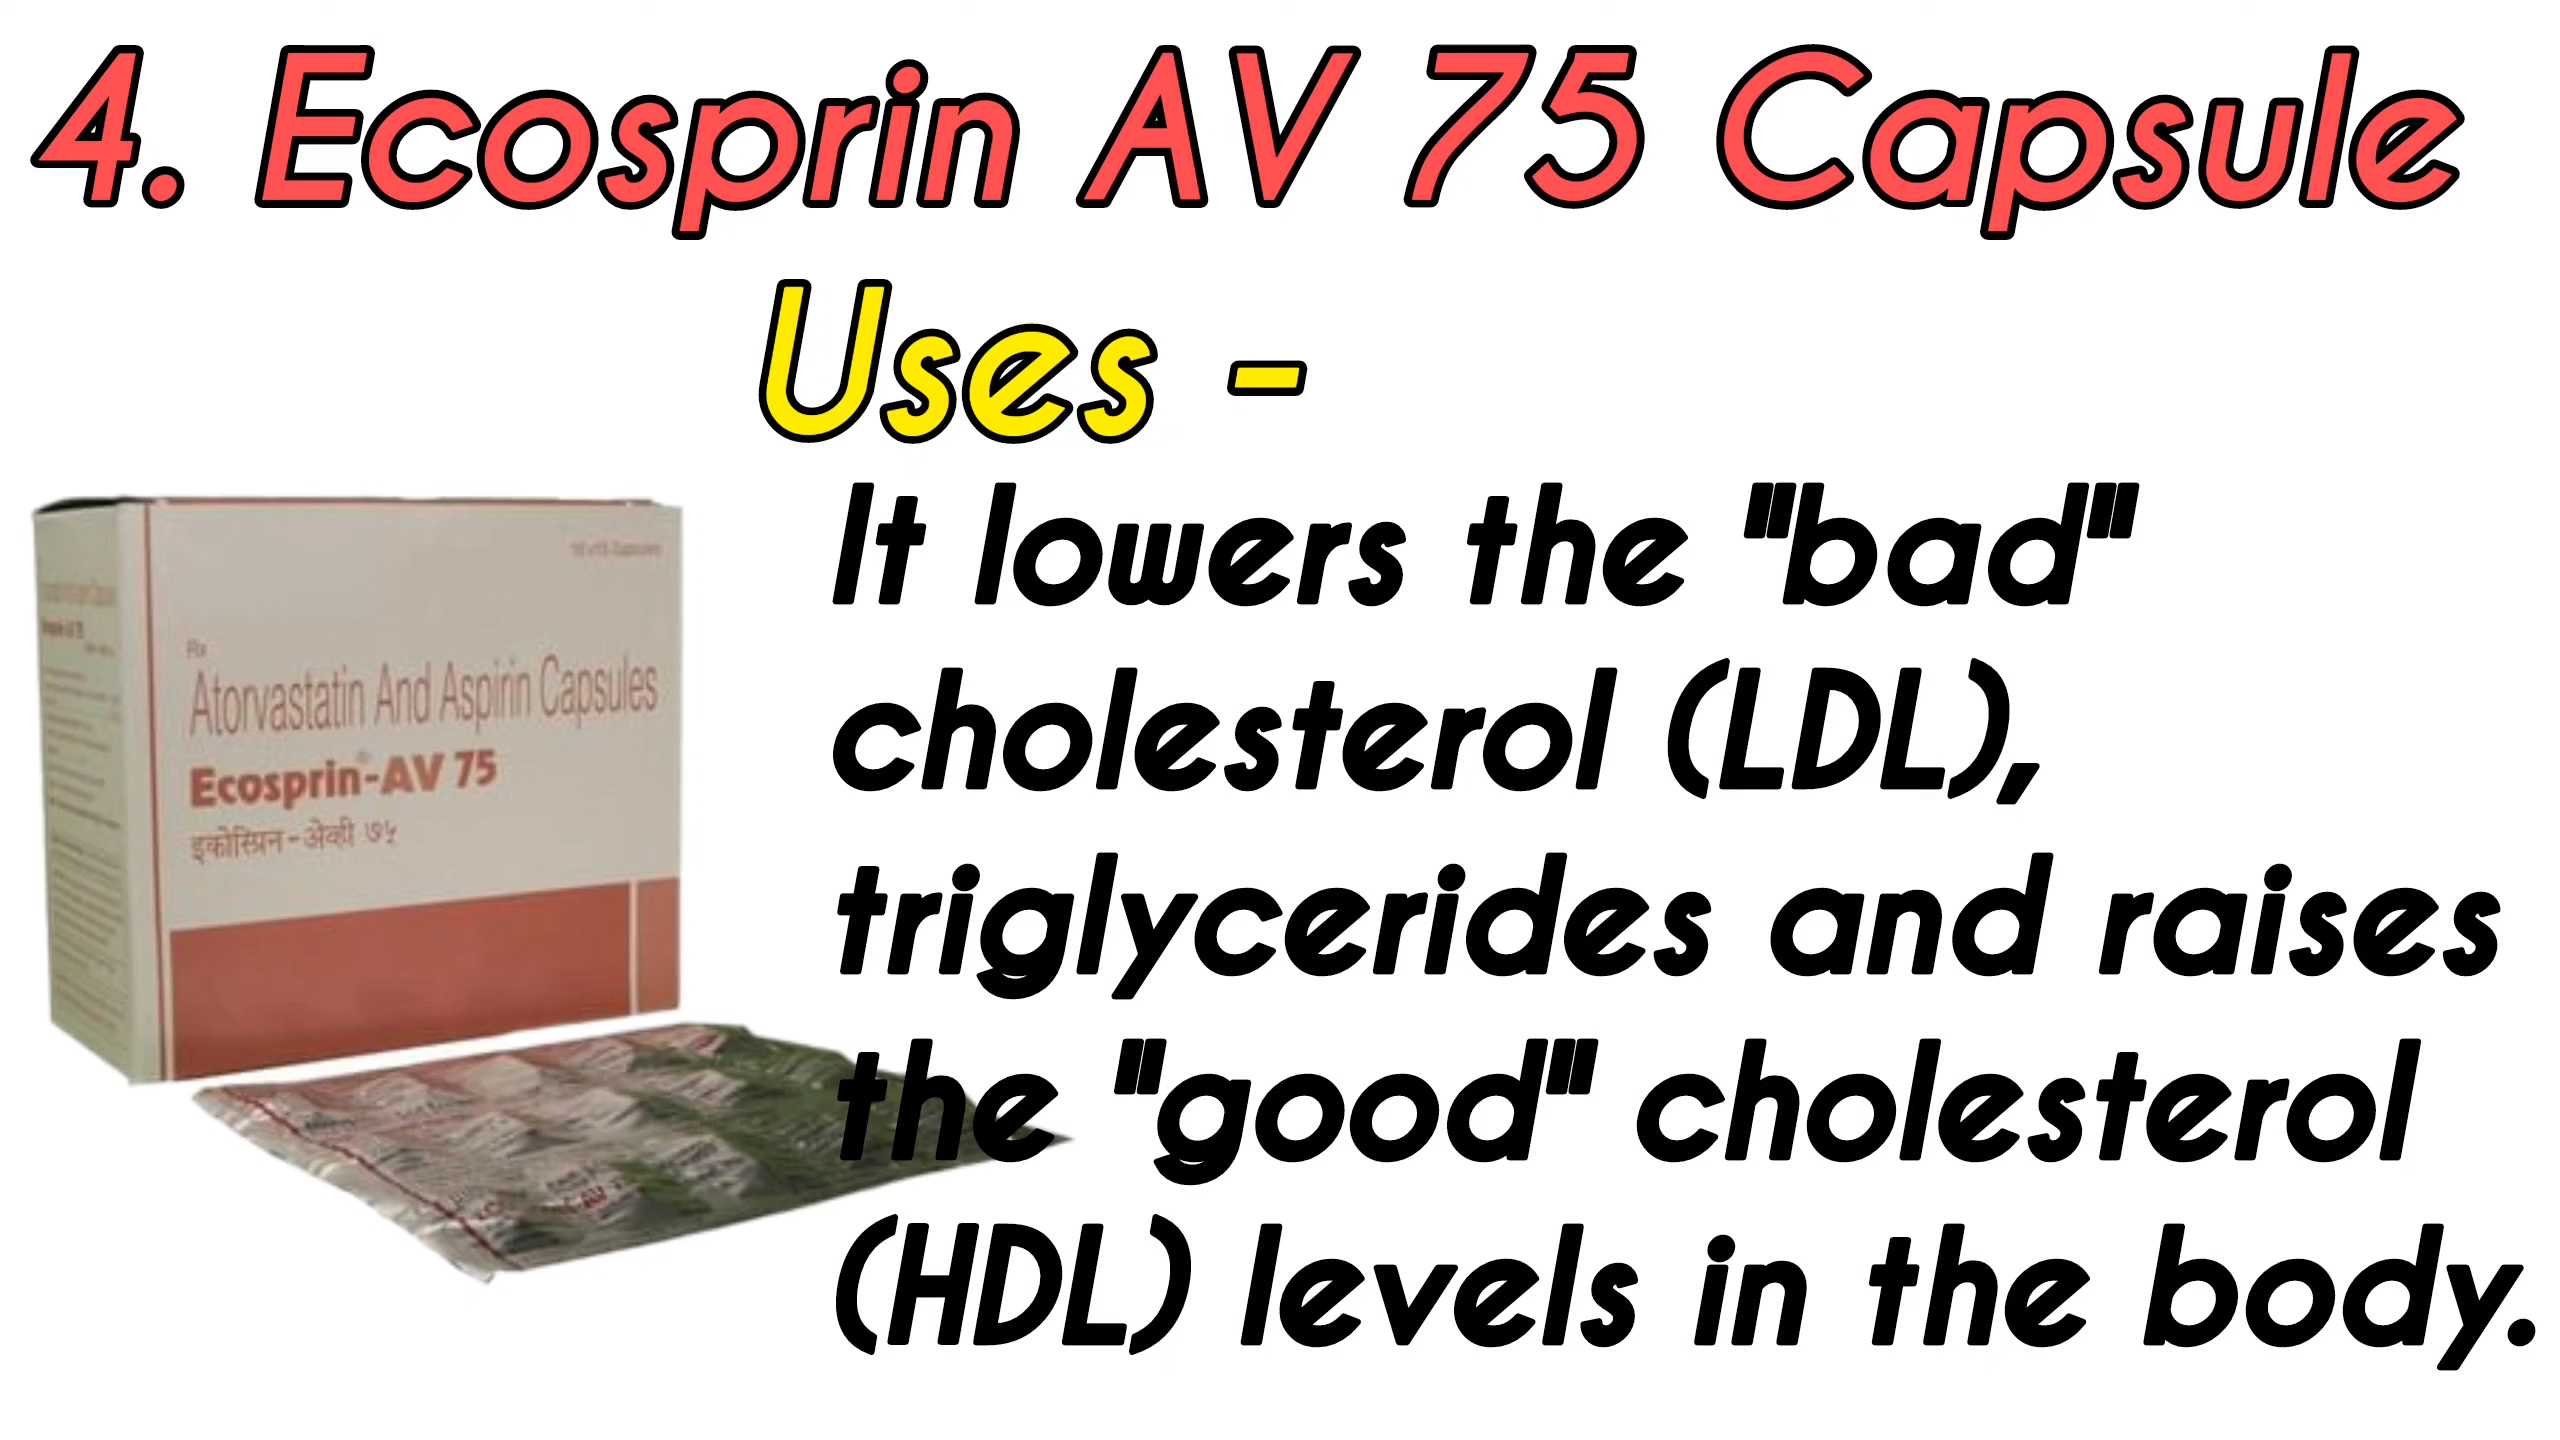 4. Ecosprin AV 75 Capsule
Uses -
It lowers the "bad"
cholesterol (LDL),
triglycerides and raises
the "good" cholesterol
(HDL) levels in the body.
Rx
Atorvastatin And Aspirin Capsules
Ecosprin®-AV 75
इकोस्प्रिन - अेव्ही ७५